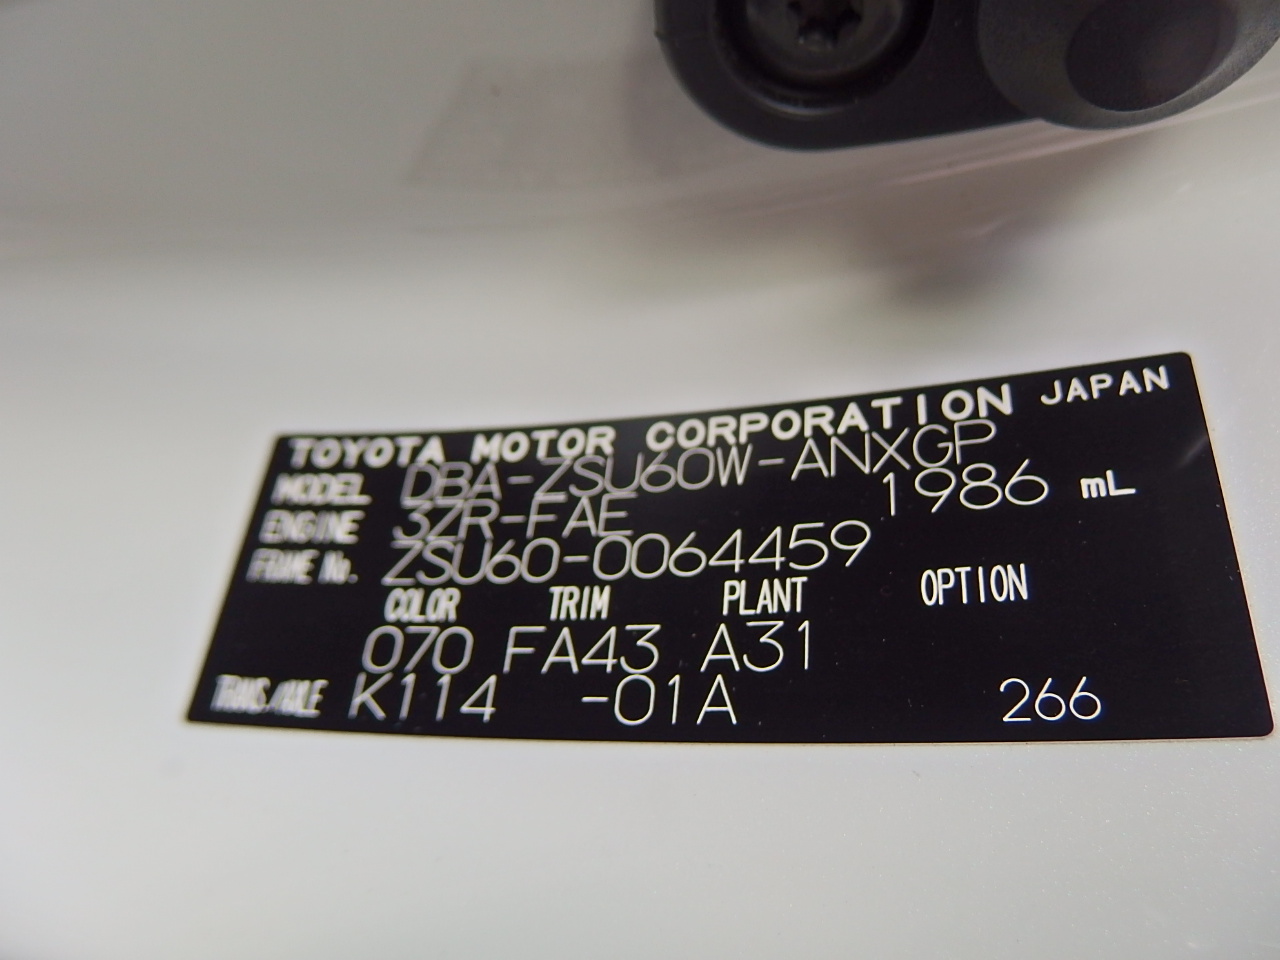 TOYOTA MOTOR CORPORATION JAPAN
MODEL DBA-ZSU60W-ANXGP
ENGINE 3ZR-FAE 1986 mL
FRAME No. ZSU60-0064459
COLOR TRIM PLANT OPTION
070 FA43 A31
TRANS/AXLE K114 -01A 266